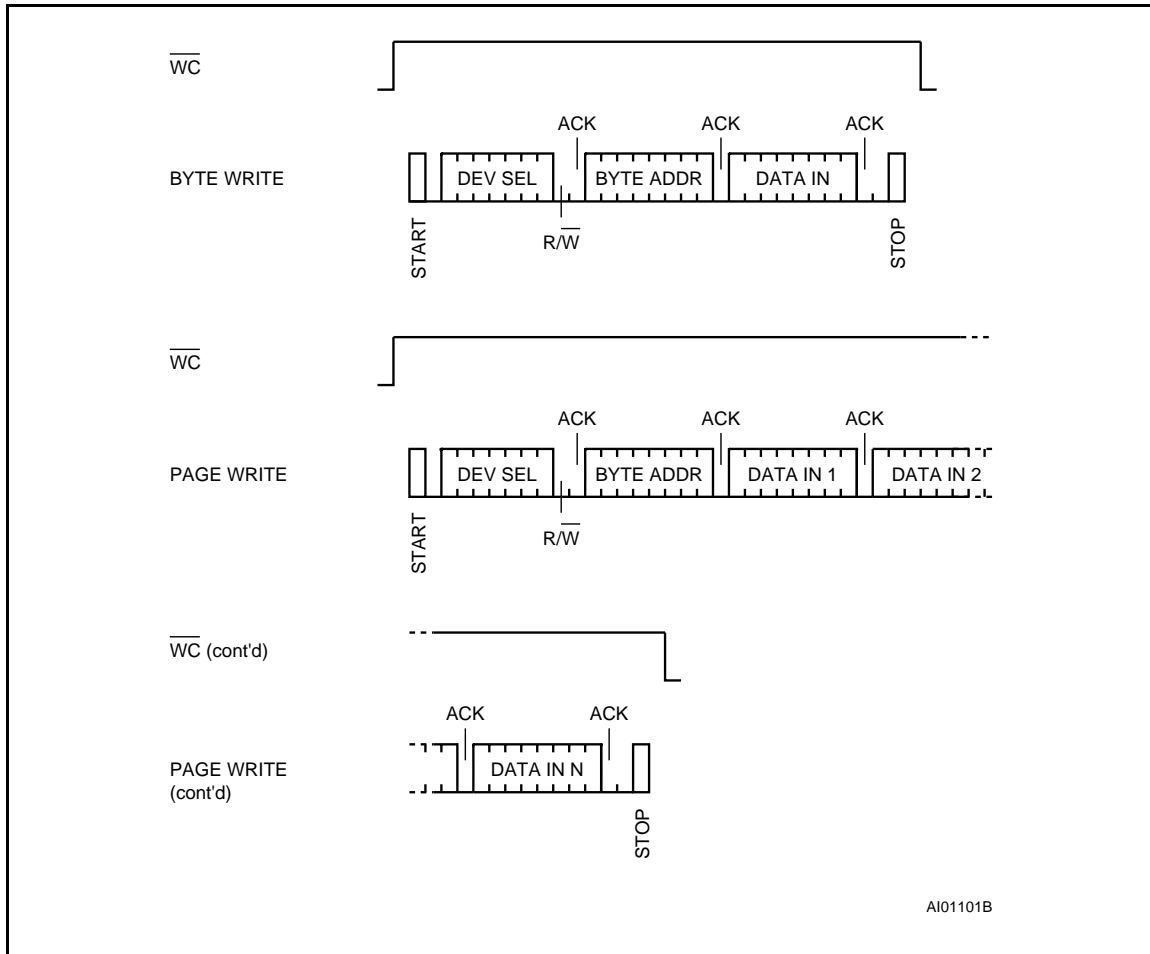 WC
ACK ACK ACK
BYTE WRITE DEV SEL BYTE ADDR DATA IN
R/W
START STOP
WC
ACK ACK ACK
PAGE WRITE DEV SEL BYTE ADDR DATA IN 1 DATA IN 2
R/W
START
WC (cont'd)
ACK ACK
PAGE WRITE DATA IN N
(cont'd)
STOP
AI01101B